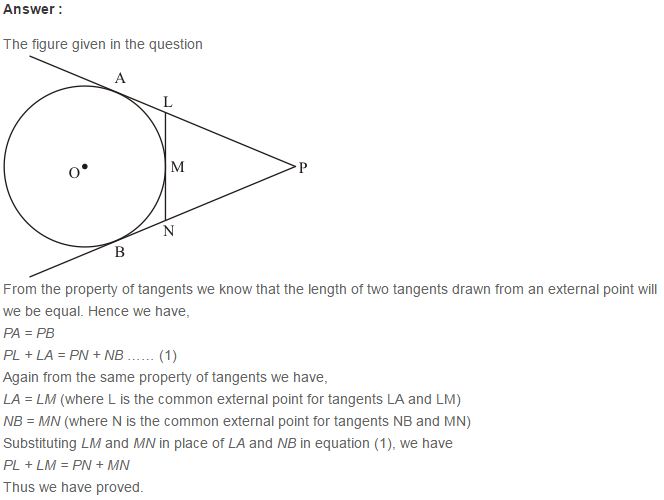 Answer :
The figure given in the question
A
L
O
M
P
N
B
From the property of tangents we know that the length of two tangents drawn from an external point will
we be equal. Hence we have,
PA = PB
PL + LA = PN + NB …… (1)
Again from the same property of tangents we have,
LA = LM (where L is the common external point for tangents LA and LM)
NB = MN (where N is the common external point for tangents NB and MN)
Substituting LM and MN in place of LA and NB in equation (1), we have
PL + LM = PN + MN
Thus we have proved.